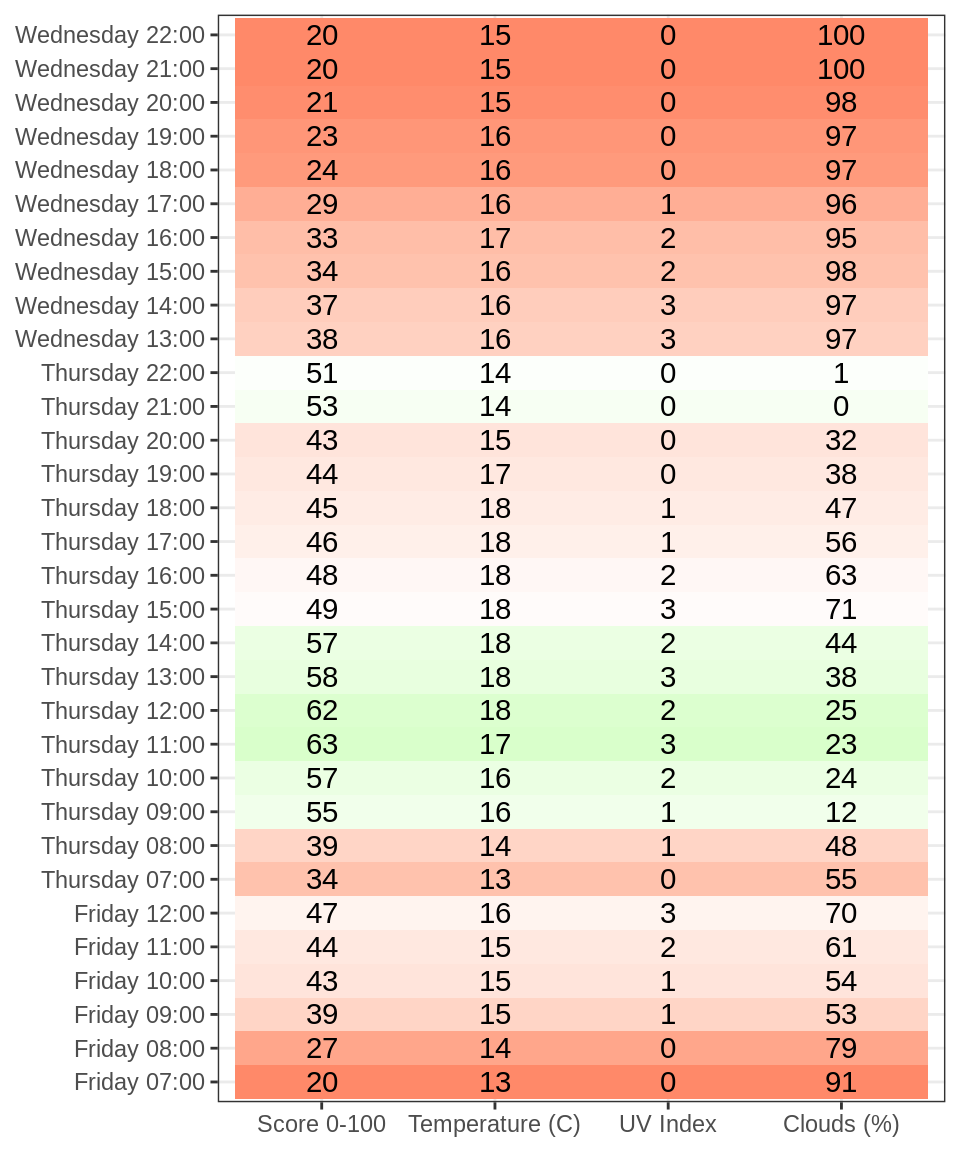 Wednesday 22:00 20 15 0 100
Wednesday 21:00 20 15 0 100
Wednesday 20:00 21 15 0 98
Wednesday 19:00 23 16 0 97
Wednesday 18:00 24 16 0 97
Wednesday 17:00 29 16 1 96
Wednesday 16:00 33 17 2 95
Wednesday 15:00 34 16 2 98
Wednesday 14:00 37 16 3 97
Wednesday 13:00 38 16 3 97
Thursday 22:00 51 14 0 1
Thursday 21:00 53 14 0 0
Thursday 20:00 43 15 0 32
Thursday 19:00 44 17 0 38
Thursday 18:00 45 18 1 47
Thursday 17:00 46 18 1 56
Thursday 16:00 48 18 2 63
Thursday 15:00 49 18 3 71
Thursday 14:00 57 18 2 44
Thursday 13:00 58 18 3 38
Thursday 12:00 62 18 2 25
Thursday 11:00 63 17 3 23
Thursday 10:00 57 16 2 24
Thursday 09:00 55 16 1 12
Thursday 08:00 39 14 1 48
Thursday 07:00 34 13 0 55
Friday 12:00 47 16 3 70
Friday 11:00 44 15 2 61
Friday 10:00 43 15 1 54
Friday 09:00 39 15 1 53
Friday 08:00 27 14 0 79
Friday 07:00 20 13 0 91
Score 0-100 Temperature (C) UV Index Clouds (%)